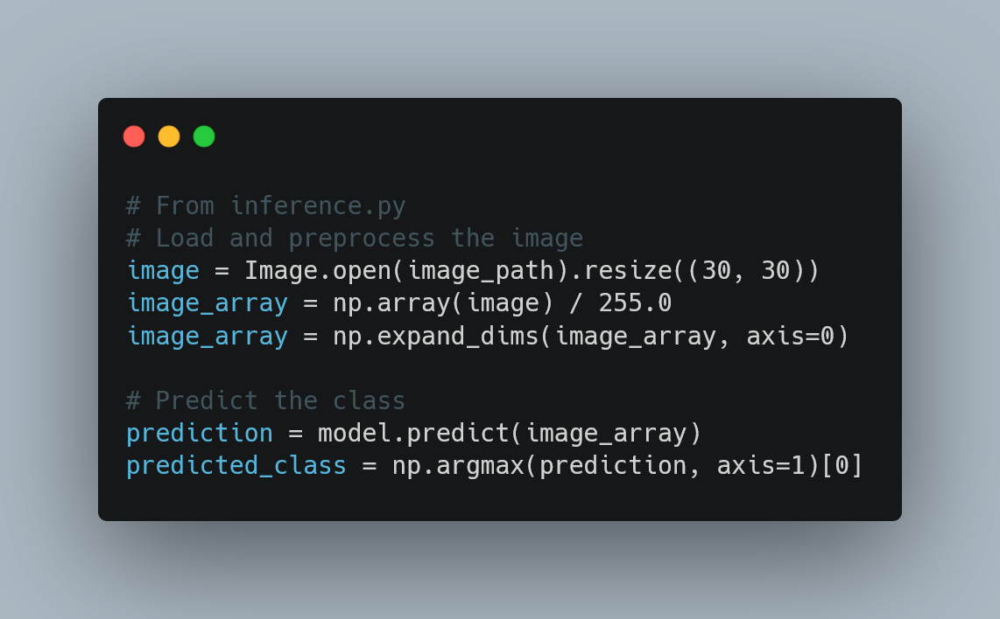 # From inference.py
# Load and preprocess the image
image = Image.open(image_path).resize((30, 30))
image_array = np.array(image) / 255.0
image_array = np.expand_dims(image_array, axis=0)
# Predict the class
prediction = model.predict(image_array)
predicted_class = np.argmax(prediction, axis=1)[0]